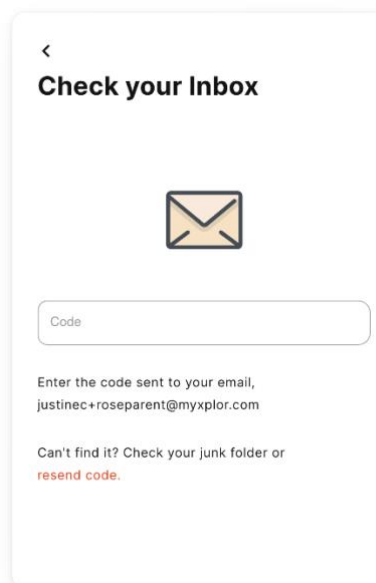 Check your Inbox
Code
Enter the code sent to your email,
justinec+roseparent@myxplor.com
Can't find it? Check your junk folder or
resend code.